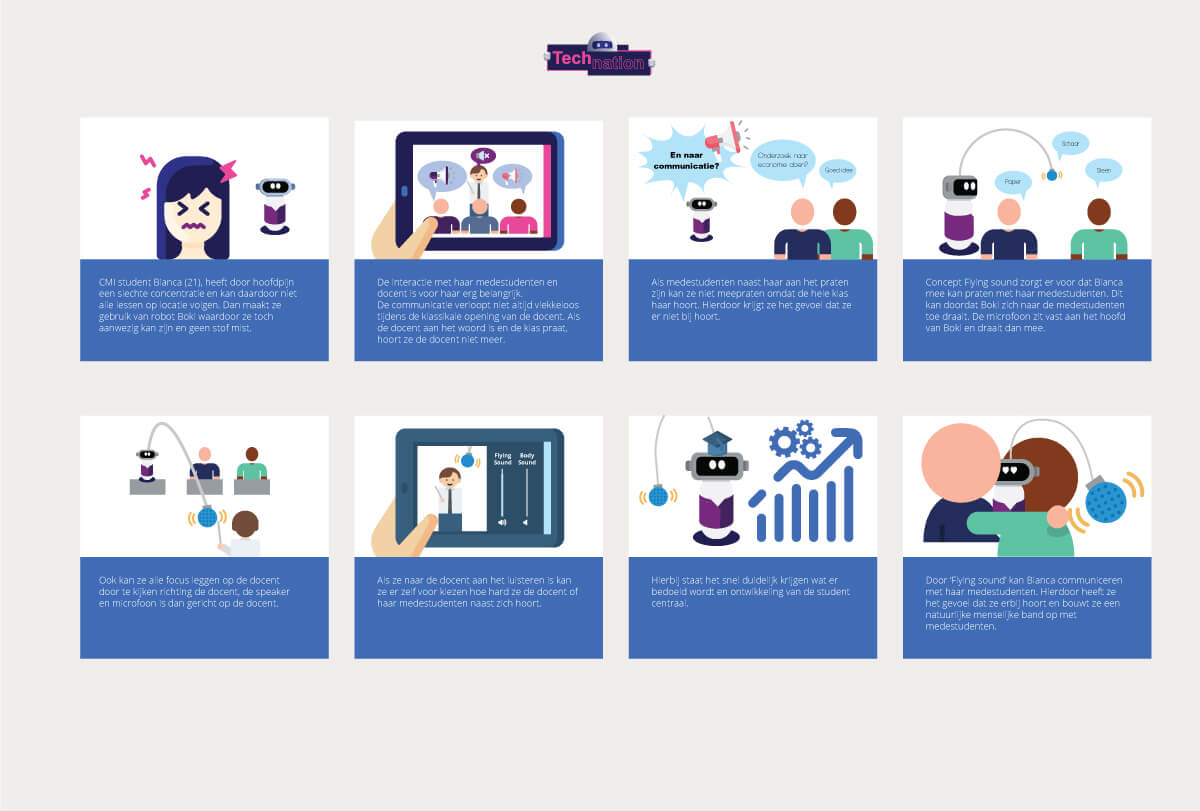 Tech
nation
CMI student Bianca (21), heeft door hoofdpijn
een slechte concentratie en kan daardoor niet
alle lessen op locatie volgen. Dan maakt ze
gebruik van robot Boki waardoor ze toch
aanwezig kan zijn en geen stof mist.
De interactie met haar medestudenten en
docent is voor haar erg belangrijk.
De communicatie verloopt niet altijd vlekkeloos
tijdens de klassikale opening van de docent. Als
de docent aan het woord is en de klas praat,
hoort ze de docent niet meer.
En naar
communicatie?
Onderzoek naar
economie doen?
Goed idee
Als medestudenten naast haar aan het praten
zijn kan ze niet meepraten omdat de hele klas
haar hoort. Hierdoor krijgt ze het gevoel dat ze
er niet bij hoort.
Schaar
Steen
Papier
Concept Flying sound zorgt er voor dat Bianca
mee kan praten met haar medestudenten. Dit
kan doordat Boki zich naar de medestudenten
toe draait. De microfoon zit vast aan het hoofd
van Boki en draait dan mee.
Ook kan ze alle focus leggen op de docent
door te kijken richting de docent, de speaker
en microfoon is dan gericht op de docent.
Flying Body
Sound Sound
Als ze naar de docent aan het luisteren is kan
ze er zelf voor kiezen hoe hard ze de docent of
haar medestudenten naast zich hoort.
Hierbij staat het snel duidelijk krijgen wat er
bedoeld wordt en ontwikkeling van de student
centraal.
Door 'Flying sound' kan Bianca communiceren
met haar medestudenten. Hierdoor heeft ze
het gevoel dat ze erbij hoort en bouwt ze een
natuurlijke menselijke band op met
medestudenten.